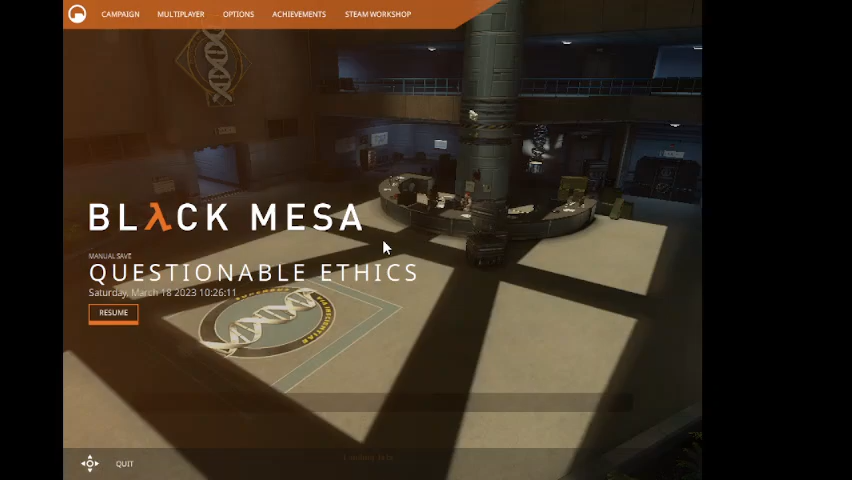 CAMPAIGN MULTIPLAYER OPTIONS ACHIEVEMENTS STEAM WORKSHOP
BLλCK MESA
MANUAL SAVE
QUESTIONABLE ETHICS
Saturday, March 18 2023 10:26:11
RESUME
QUIT